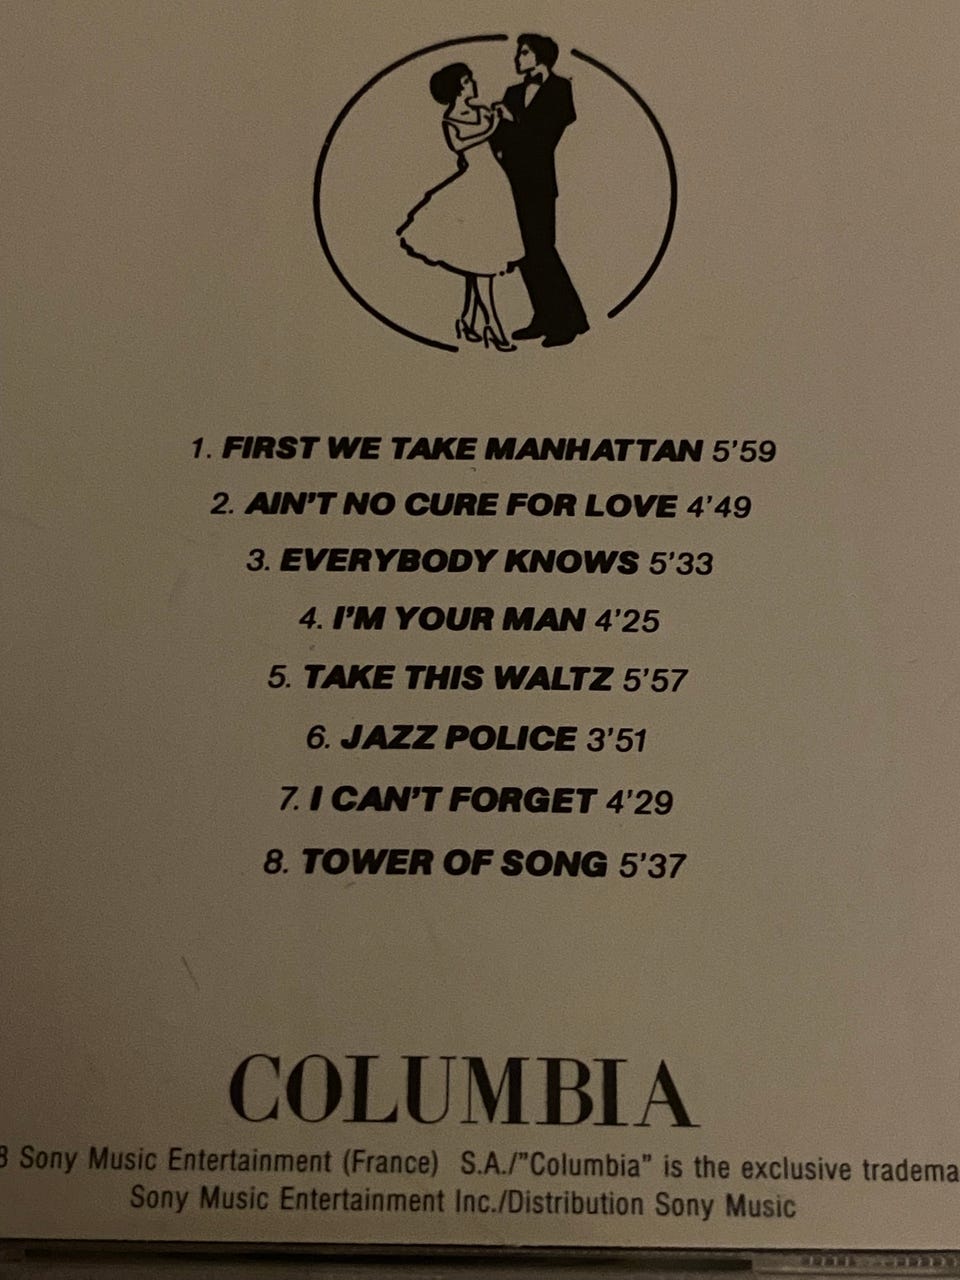 1. FIRST WE TAKE MANHATTAN 5'59
2. AIN'T NO CURE FOR LOVE 4'49
3. EVERYBODY KNOWS 5'33
4. I'M YOUR MAN 4'25
5. TAKE THIS WALTZ 5'57
6. JAZZ POLICE 3'51
7. I CAN'T FORGET 4'29
8. TOWER OF SONG 5'37
COLUMBIA
8 Sony Music Entertainment (France) S.A./"Columbia" is the exclusive
Sony Music Entertainment Inc./Distribution Sony Music